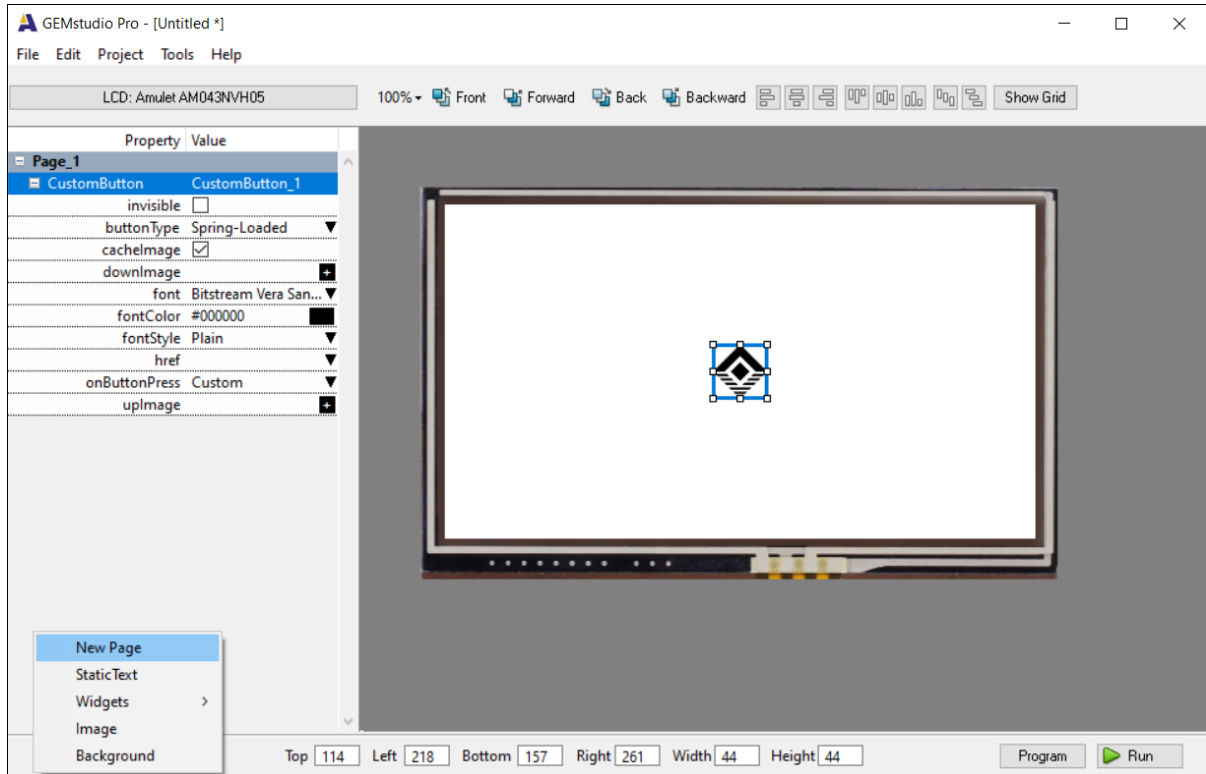 GEMstudio Pro - [Untitled *]
File Edit Project Tools Help
LCD: Amulet AM043NVH05 100% Front Forward Back Backward Show Grid
Property Value
Page_1
CustomButton CustomButton_1
invisible
buttonType Spring-Loaded
cacheImage
downImage
font Bitstream Vera San...
fontColor #000000
fontStyle Plain
href
onButtonPress Custom
upImage
New Page
StaticText
Widgets
Image
Background
Top 114 Left 218 Bottom 157 Right 261 Width 44 Height 44 Program Run